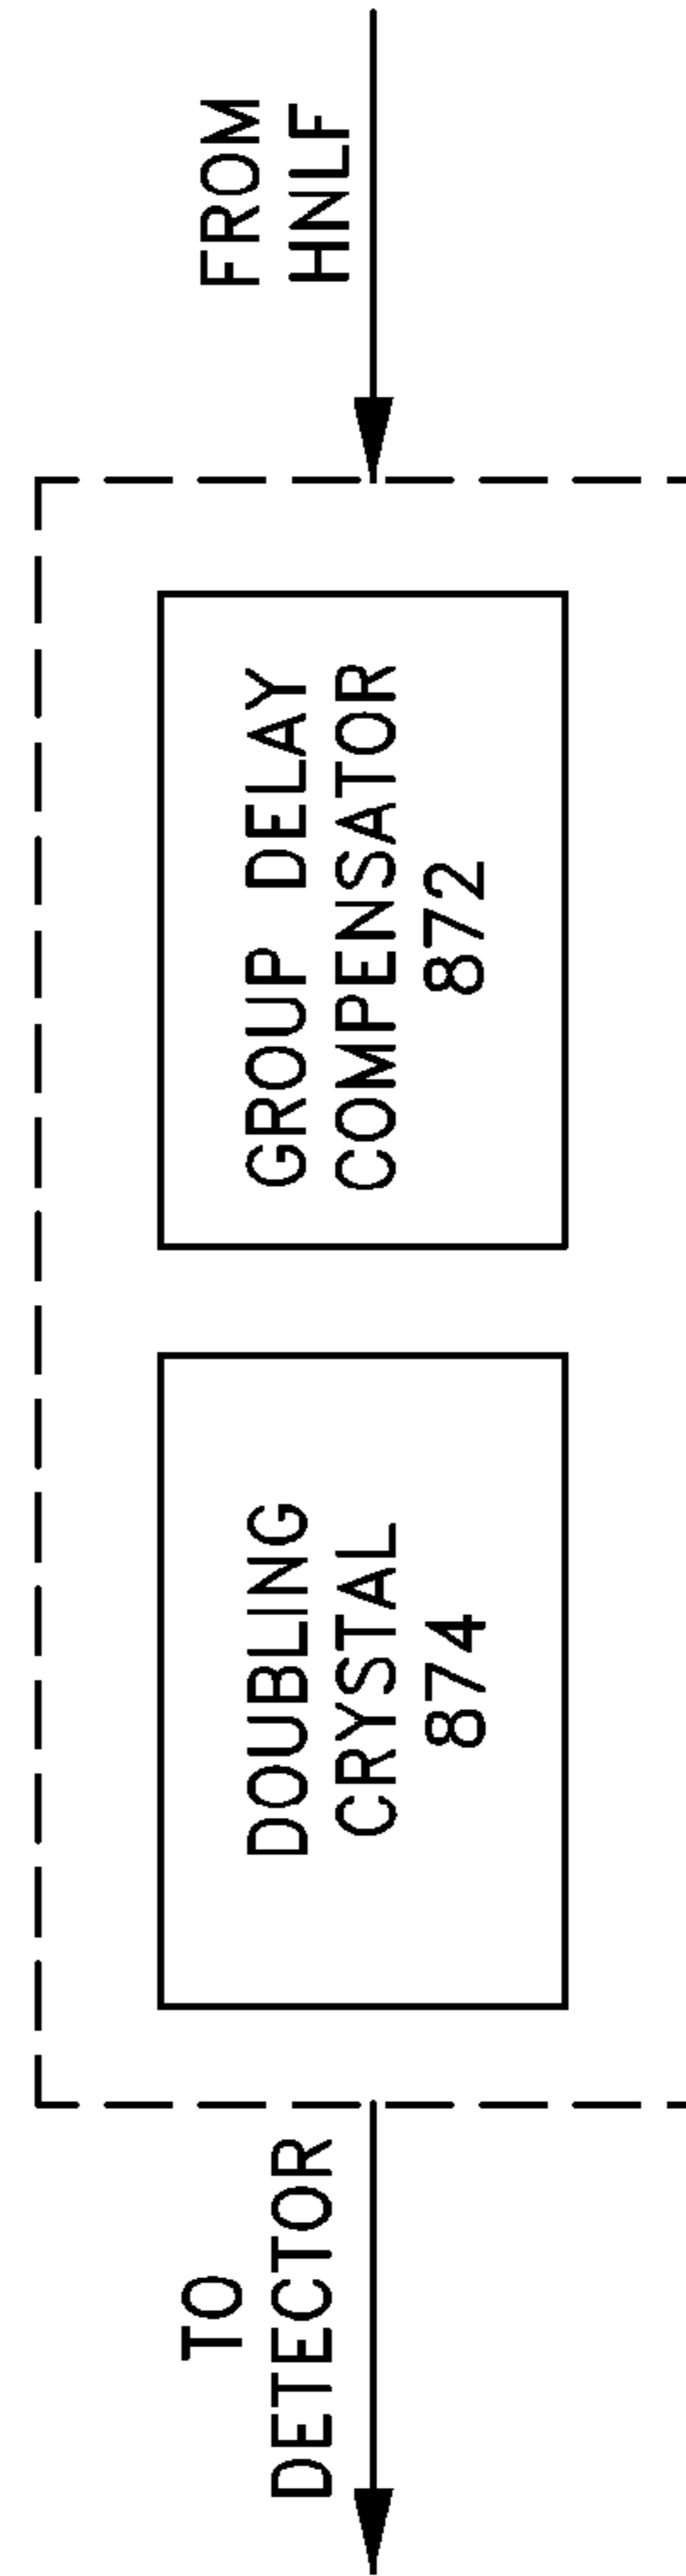 TO
DETECTOR
DOUBLING
CRYSTAL
874
GROUP DELAY
COMPENSATOR
872
FROM
HNLF